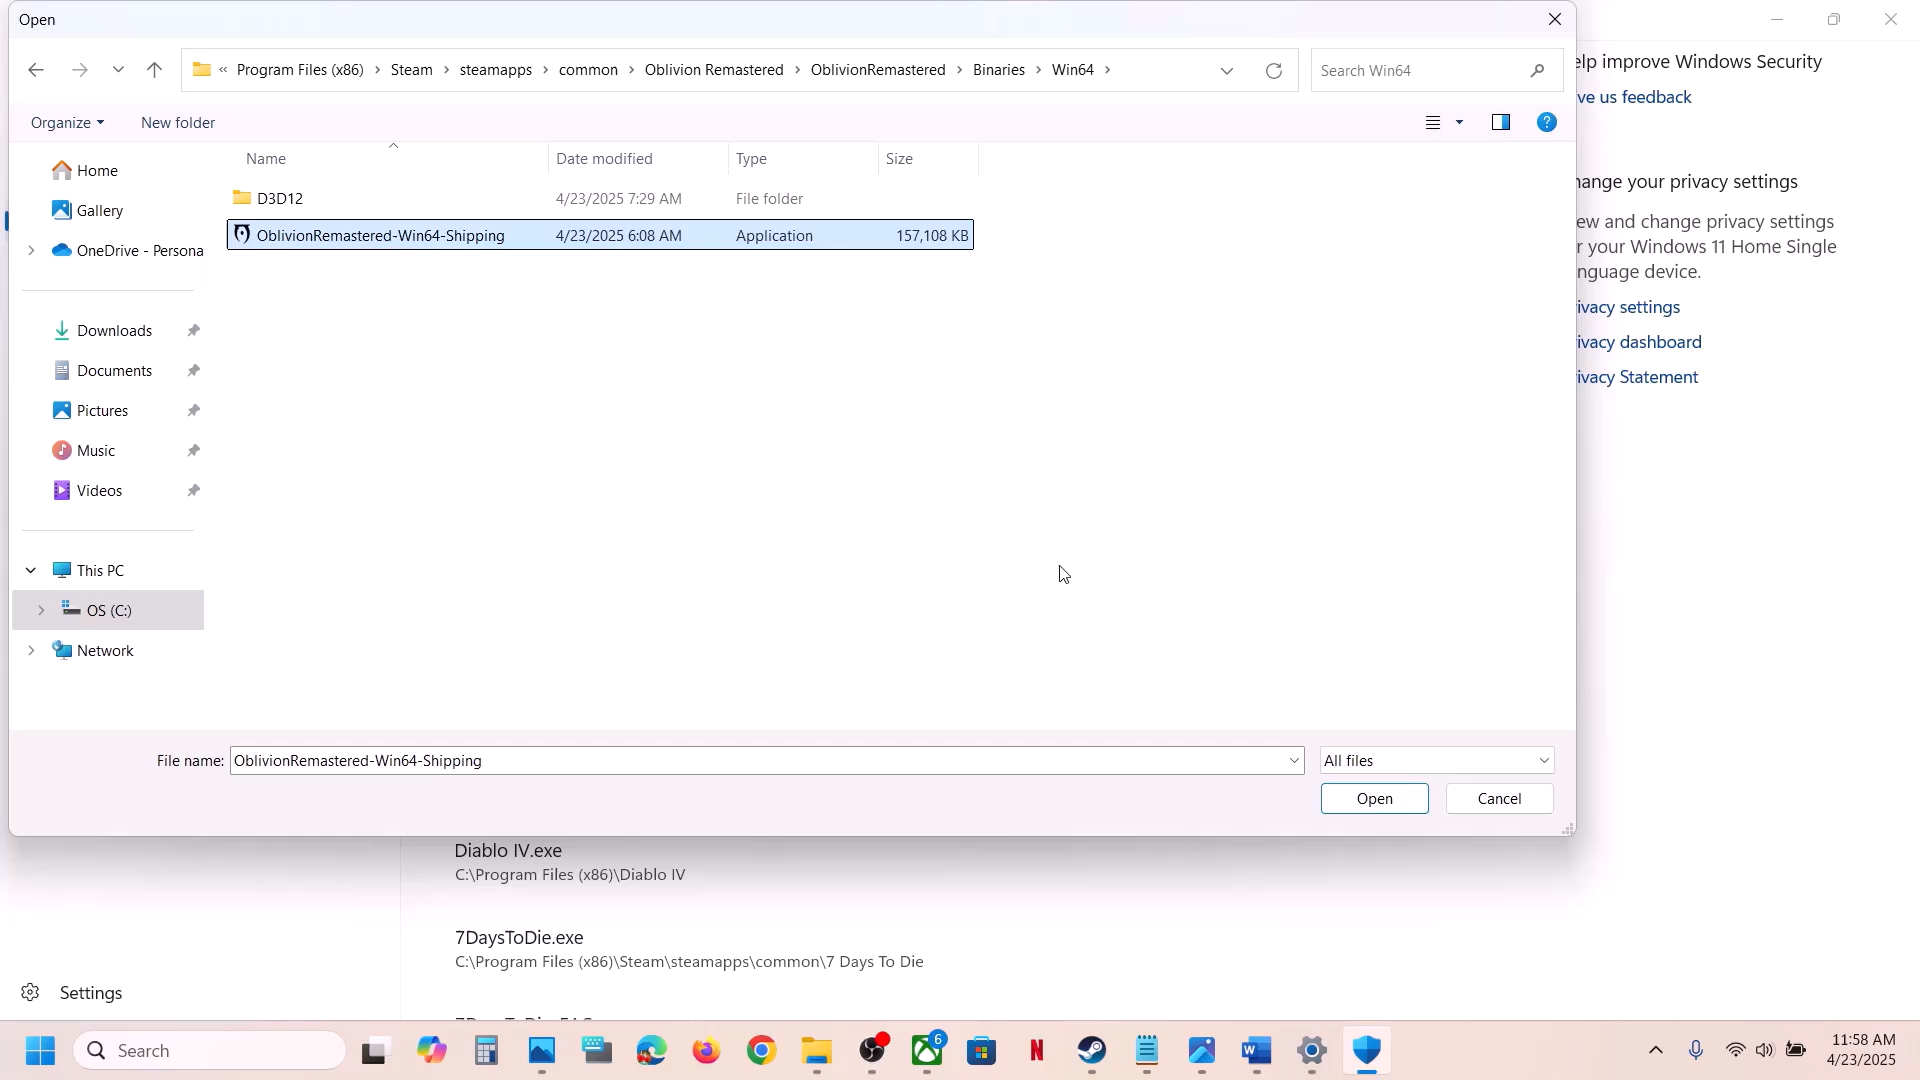 Open
« Program Files (x86) > Steam > steamapps > common > Oblivion Remastered > OblivionRemastered > Binaries > Win64 >
Search Win64
Organize
New folder
Name
Date modified
Type
Size
D3D12
4/23/2025 7:29 AM
File folder
OblivionRemastered-Win64-Shipping
4/23/2025 6:08 AM
Application
157,108 KB
Home
Gallery
OneDrive - Persona
Downloads
Documents
Pictures
Music
Videos
This PC
OS (C:)
Network
File name:
OblivionRemastered-Win64-Shipping
All files
Open
Cancel
elp improve Windows Security
ve us feedback
ange your privacy settings
ew and change privacy settings
r your Windows 11 Home Single
nguage device.
ivacy settings
ivacy dashboard
ivacy Statement
Diablo IV.exe
C:\Program Files (x86)\Diablo IV
7DaysToDie.exe
C:\Program Files (x86)\Steam\steamapps\common\7 Days To Die
Settings
Search
6
11:58 AM
4/23/2025